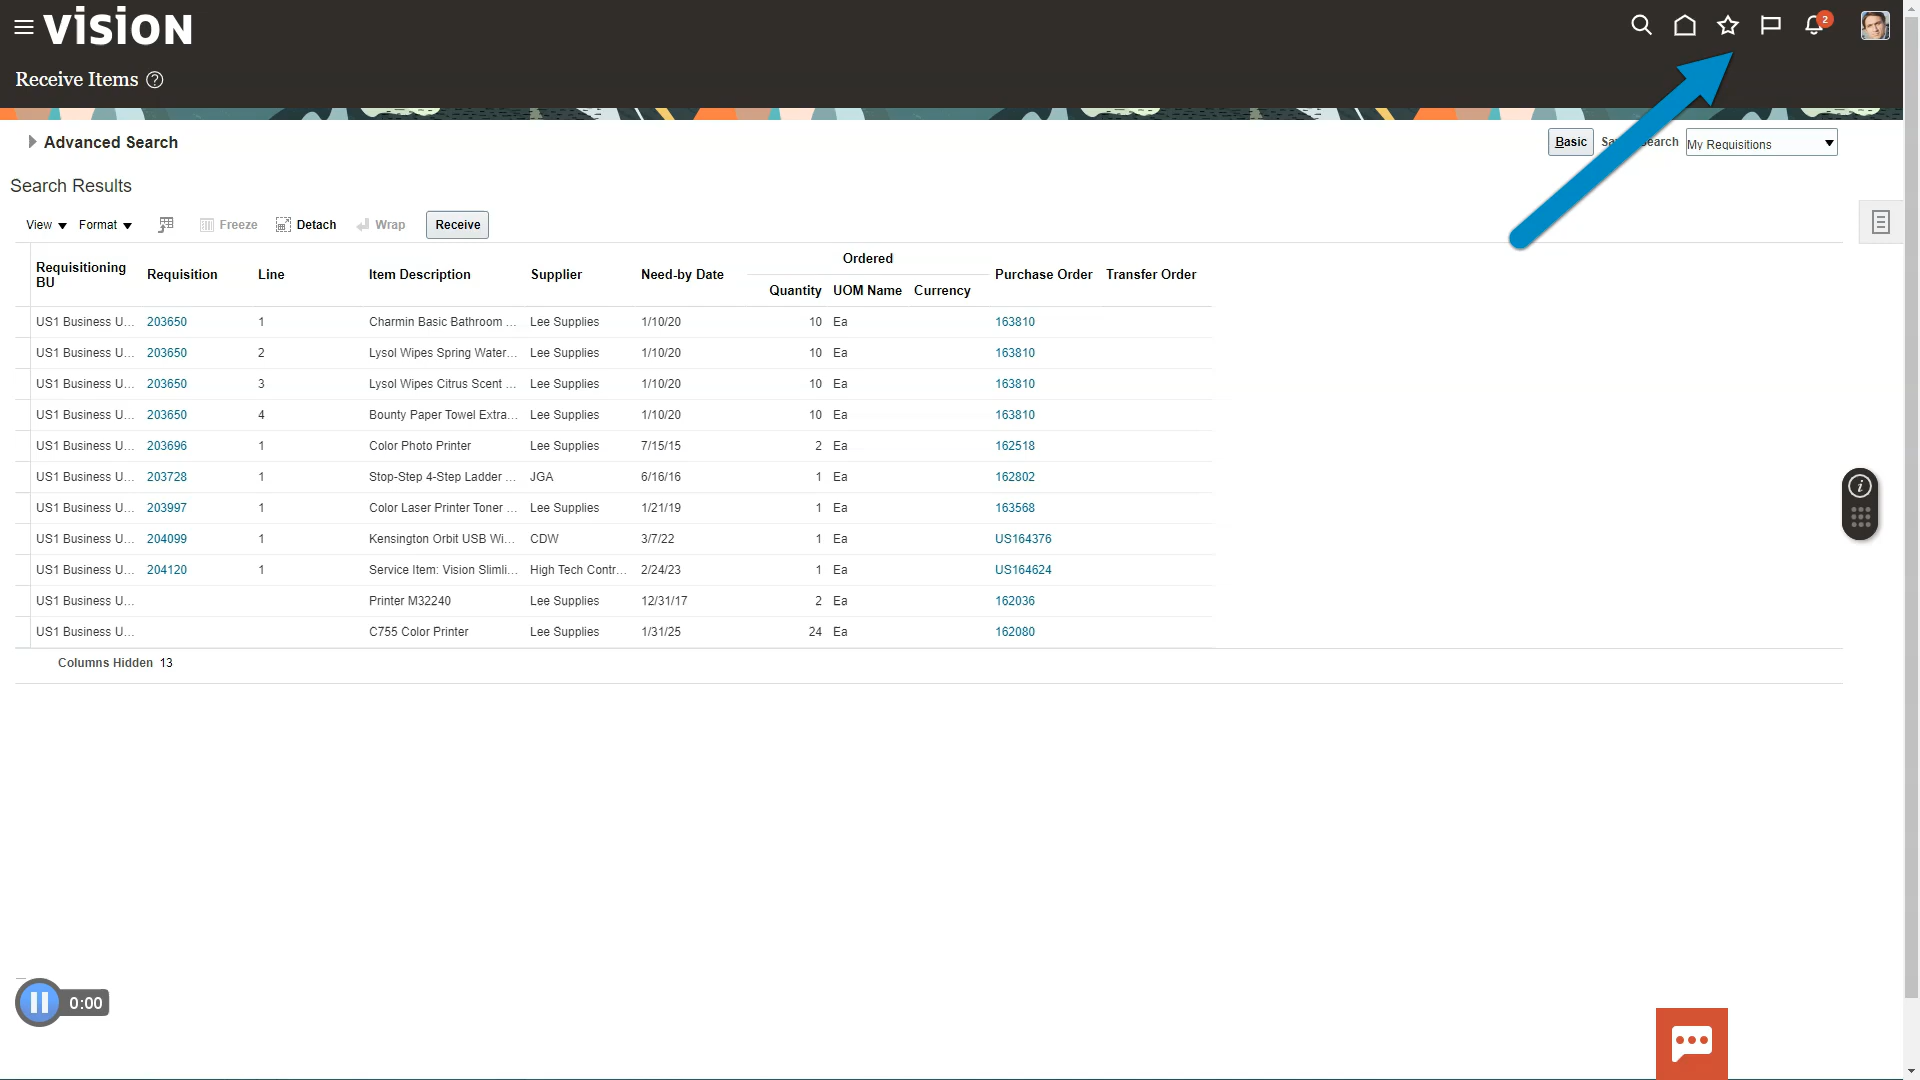 VISION
2
Receive Items ?
Advanced Search
Basic
My Requisitions
Search Results
View Format Freeze Detach Wrap Receive
Requisitioning BU Requisition Line Item Description Supplier Need-by Date Ordered Quantity UOM Name Currency Purchase Order Transfer Order
US1 Business U... 203650 1 Charmin Basic Bathroom ... Lee Supplies 1/10/20 10 Ea 163810
US1 Business U... 203650 2 Lysol Wipes Spring Water... Lee Supplies 1/10/20 10 Ea 163810
US1 Business U... 203650 3 Lysol Wipes Citrus Scent ... Lee Supplies 1/10/20 10 Ea 163810
US1 Business U... 203650 4 Bounty Paper Towel Extra... Lee Supplies 1/10/20 10 Ea 163810
US1 Business U... 203696 1 Color Photo Printer Lee Supplies 7/15/15 2 Ea 162518
US1 Business U... 203728 1 Stop-Step 4-Step Ladder ... JGA 6/16/16 1 Ea 162802
US1 Business U... 203997 1 Color Laser Printer Toner ... Lee Supplies 1/21/19 1 Ea 163568
US1 Business U... 204099 1 Kensington Orbit USB Wi... CDW 3/7/22 1 Ea US164376
US1 Business U... 204120 1 Service Item: Vision Slimli... High Tech Contr... 2/24/23 1 Ea US164624
US1 Business U... Printer M32240 Lee Supplies 12/31/17 2 Ea 162036
US1 Business U... C755 Color Printer Lee Supplies 1/31/25 24 Ea 162080
Columns Hidden 13
0:00